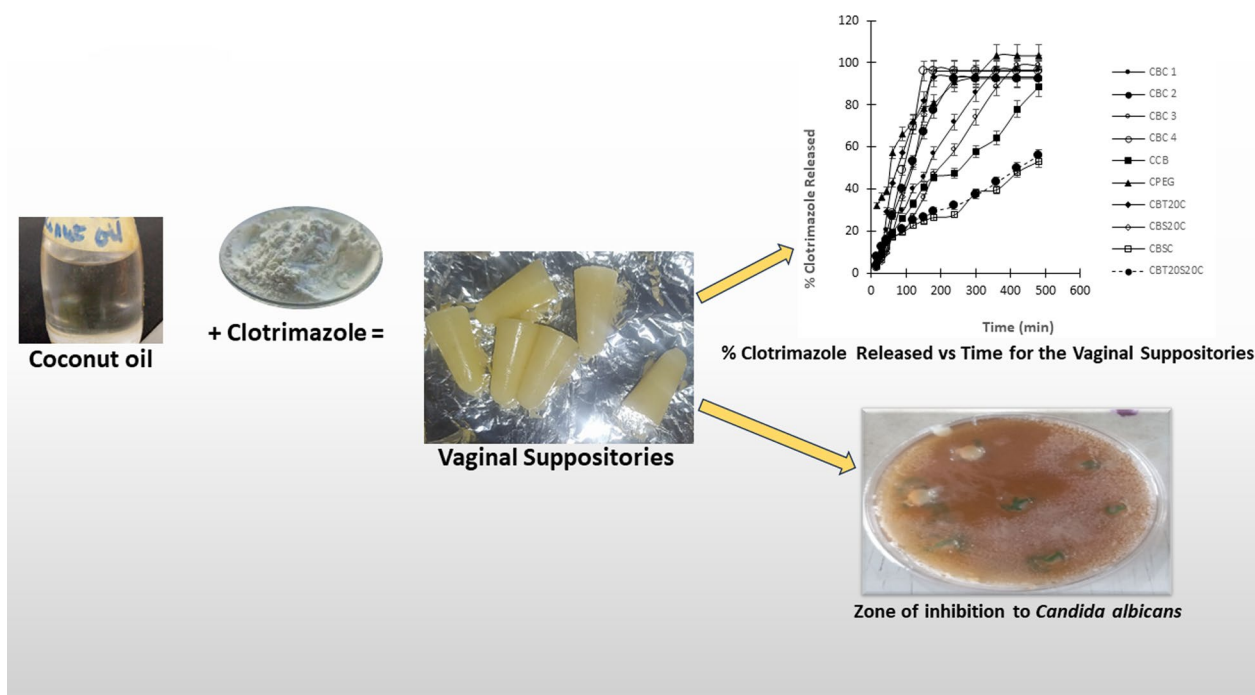 Coconut oil
+ Clotrimazole =
Vaginal Suppositories
% Clotrimazole Released
120
100
80
60
40
20
0
0 100 200 300 400 500 600
Time (min)
CBC 1
CBC 2
CBC 3
CBC 4
CCB
CPEG
CBT20C
CBS20C
CBSC
CBT20S20C
% Clotrimazole Released vs Time for the Vaginal Suppositories
Zone of inhibition to Candida albicans